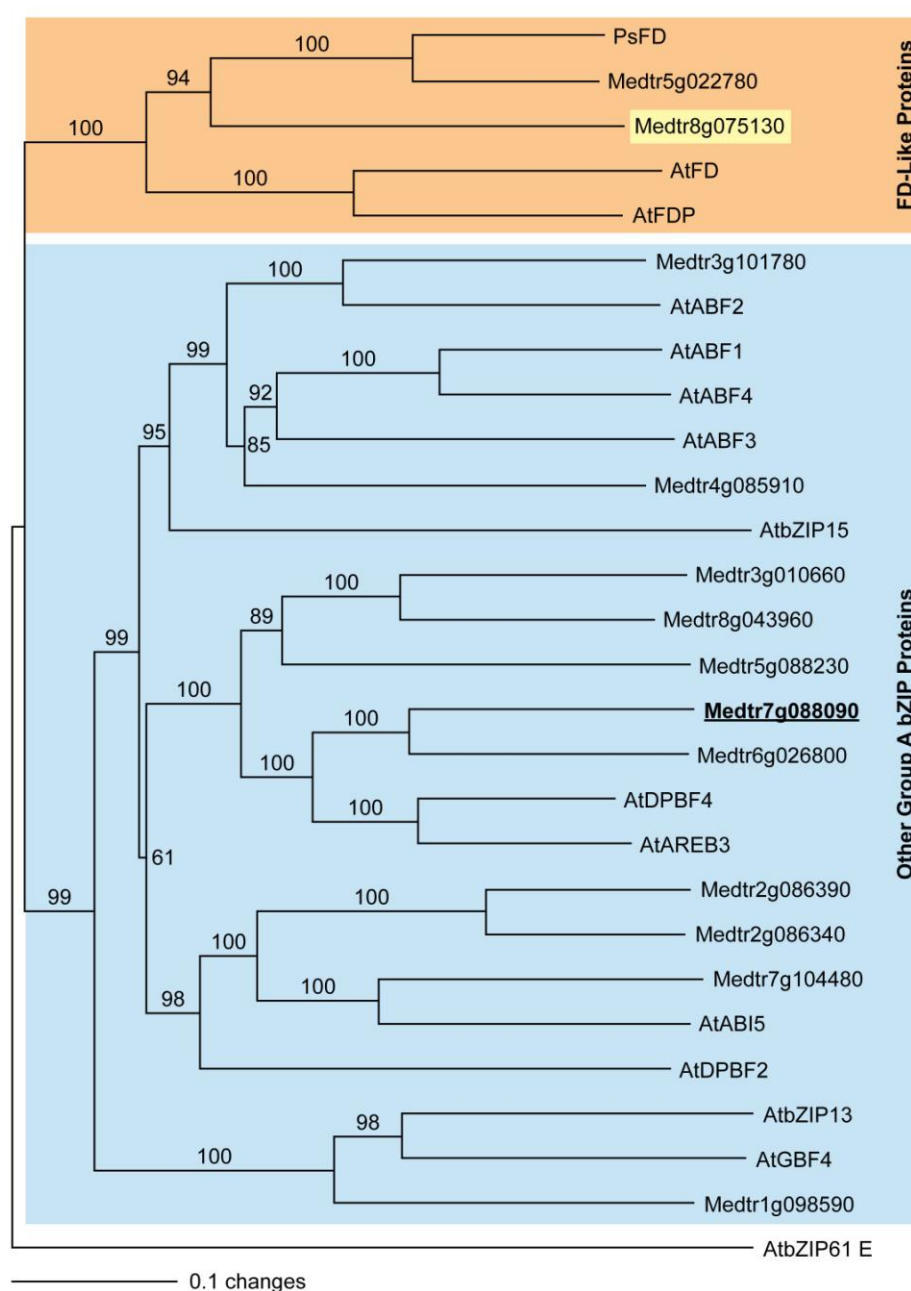 PsFD
100
Medtr5g022780
94
Medtr8g075130
100
AtFD
100
AtFDP
FD-Like Proteins
Medtr3g101780
100
AtABF2
99
AtABF1
100
AtABF4
92
95
AtABF3
85
Medtr4g085910
AtbZIP15
Medtr3g010660
100
Medtr8g043960
89
99
Medtr5g088230
100
Medtr7g088090
100
Medtr6g026800
100
AtDPBF4
100
AtAREB3
61
Medtr2g086390
99
100
Medtr2g086340
100
Medtr7g104480
100
98
AtABI5
AtDPBF2
AtbZIP13
98
AtGBF4
100
Medtr1g098590
Other Group A bZIP Proteins
AtbZIP61 E
0.1 changes